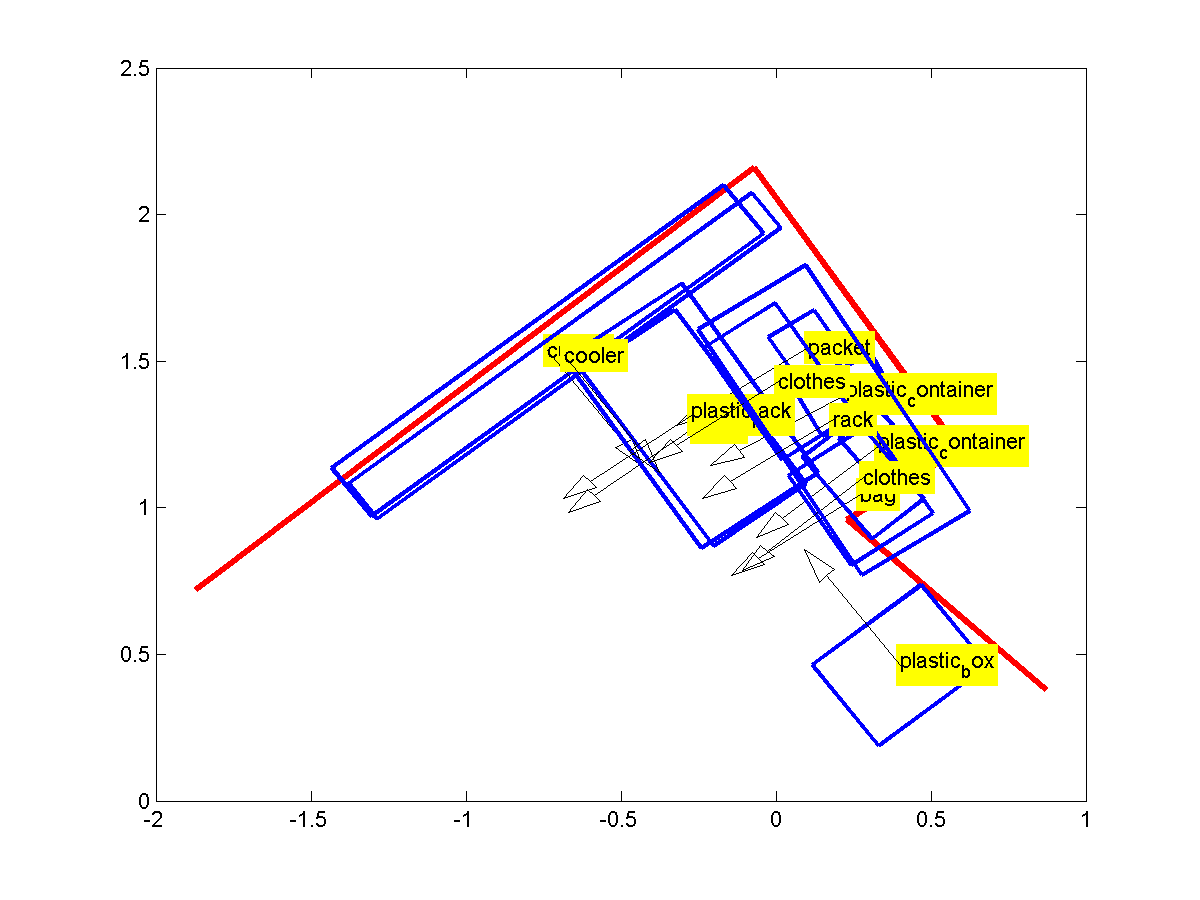 2.5
2
1.5
1
0.5
0
-2
-1.5
-1
-0.5
0
0.5
1
packet
cooler
clothes
plastic_container
rack
plastic_container
clothes
bag
plastic_box